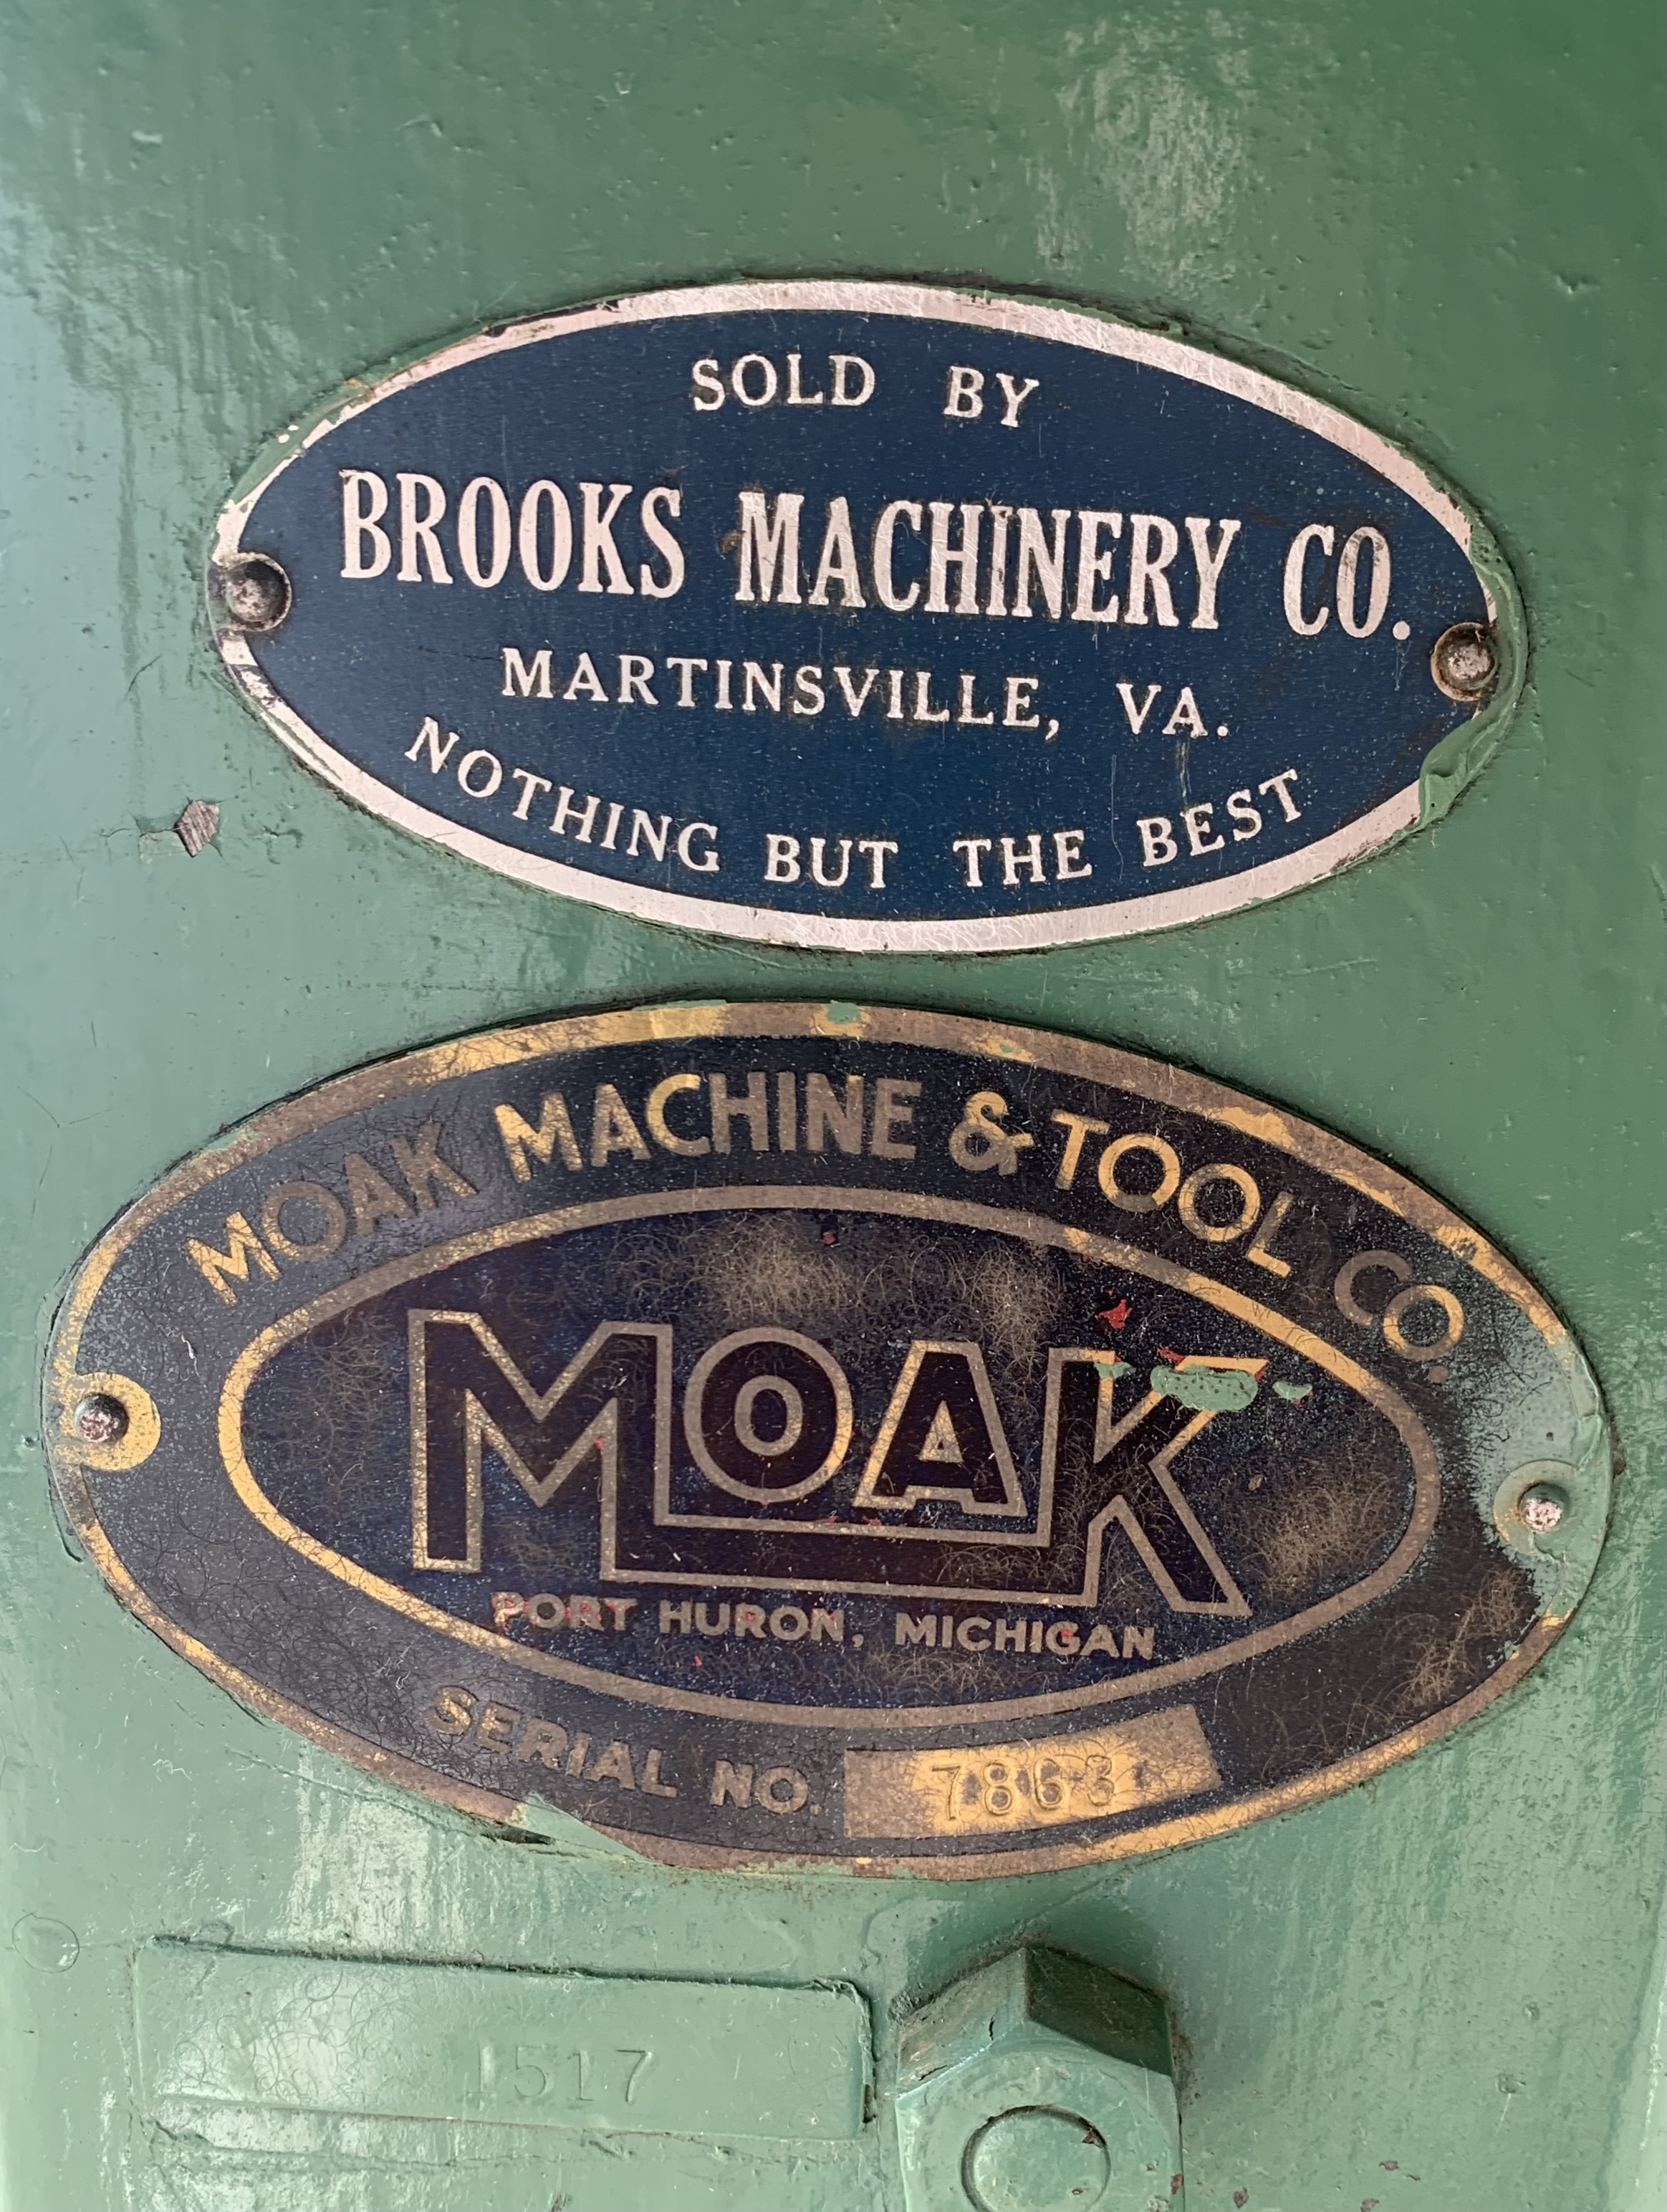 SOLD BY
BROOKS MACHINERY CO.
MARTINSVILLE, VA.
NOTHING BUT THE BEST
MOAK MACHINE & TOOL CO.
MOAK
PORT HURON, MICHIGAN
SERIAL NO. 7863
1517